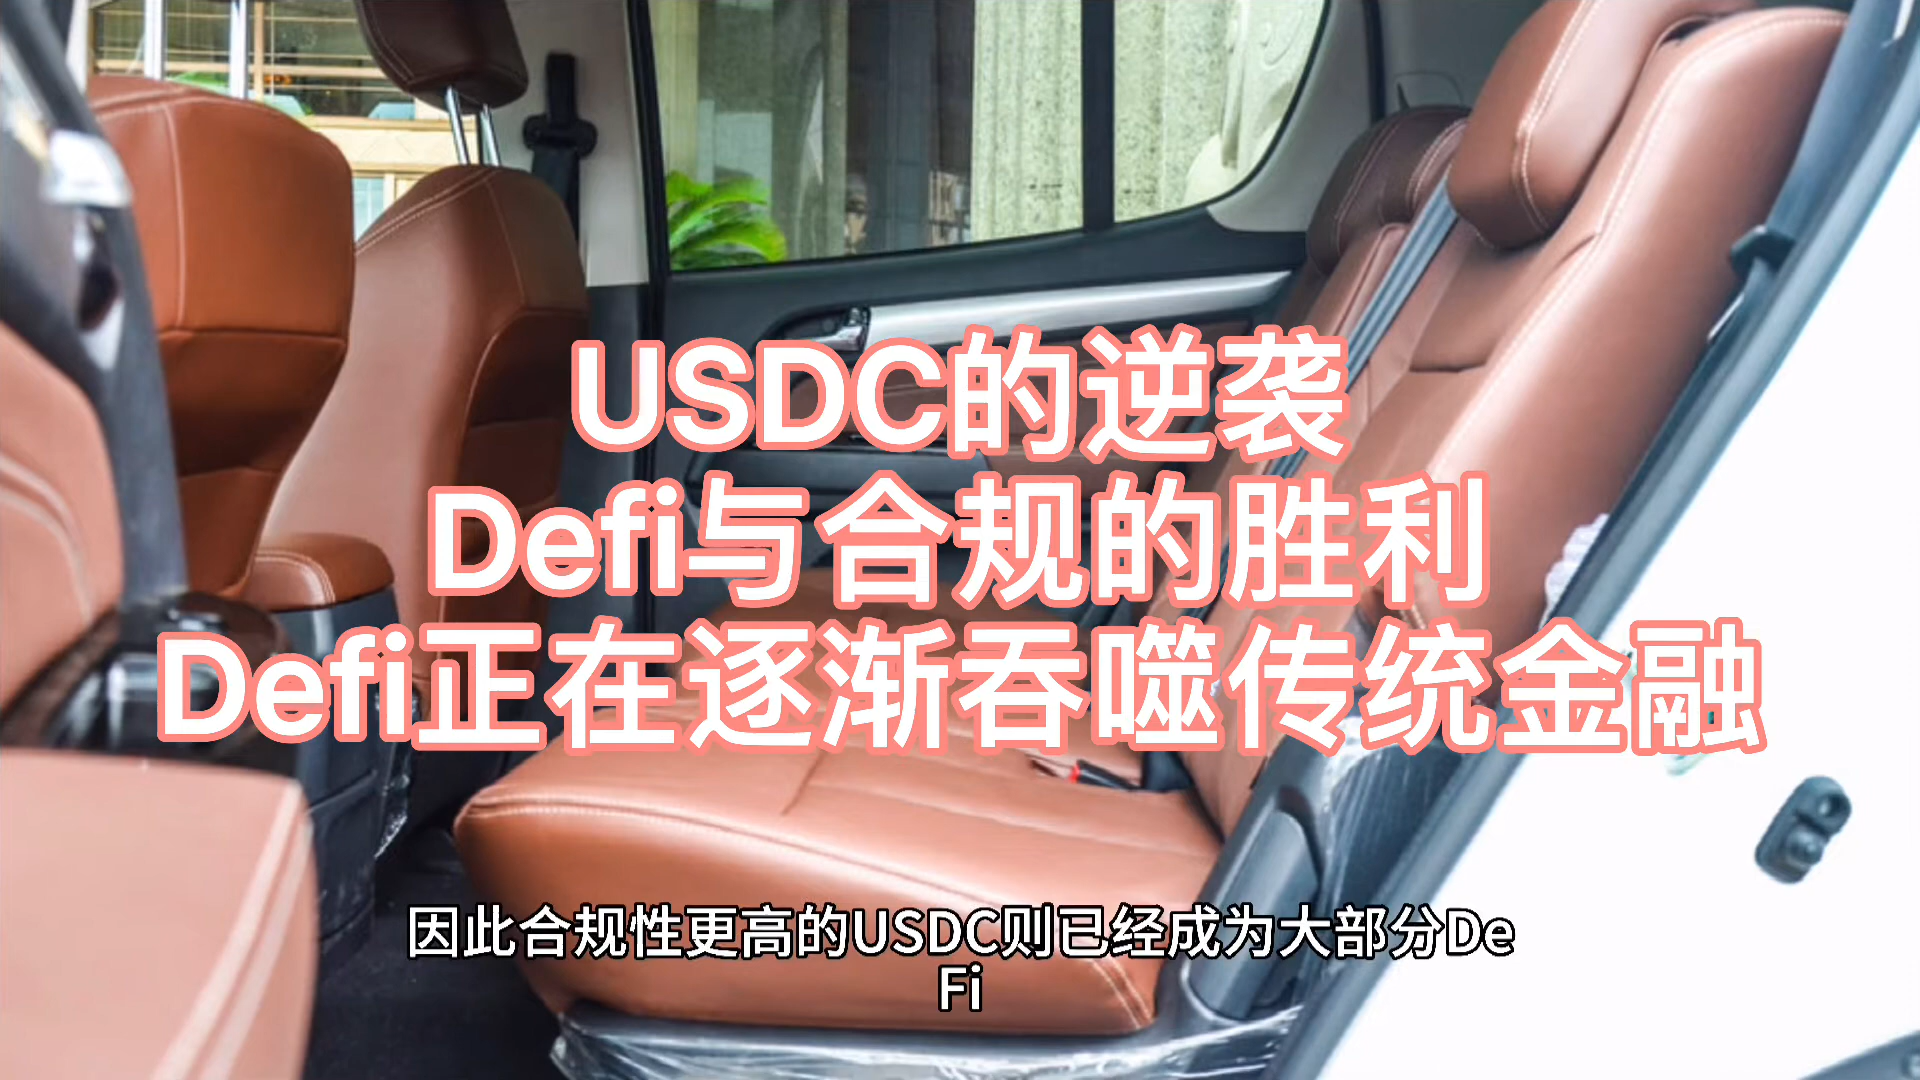 USDC的逆袭
Defi与合规的胜利
Defi正在逐渐吞噬传统金融
因此合规性更高的USDC则已经成为大部分De
Fi